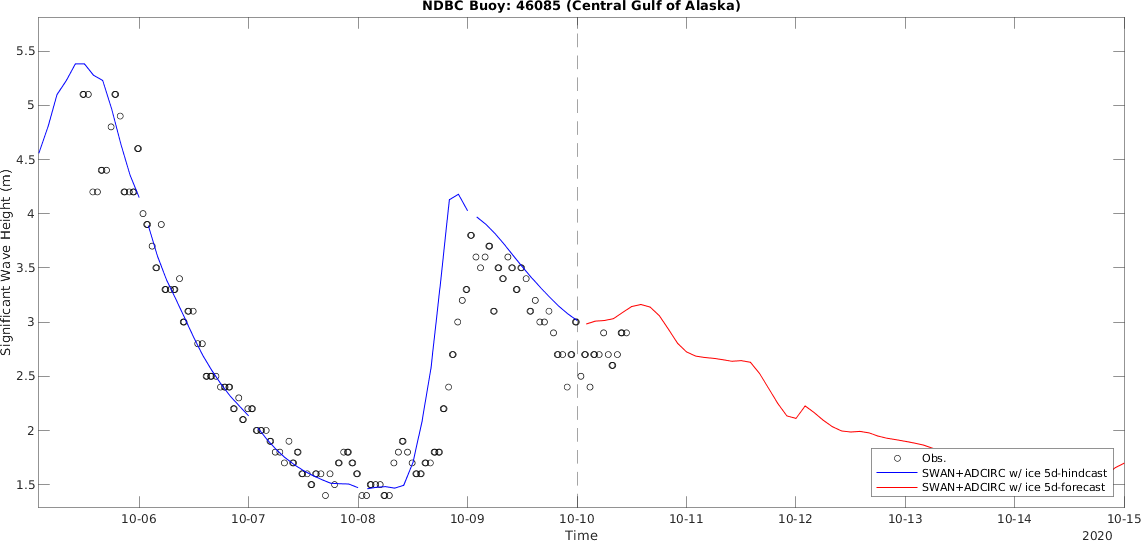 NDBC Buoy: 46085 (Central Gulf of Alaska)
5.5
5
4.5
4
3.5
3
2.5
2
1.5
Significant Wave Height (m)
Obs.
SWAN+ADCIRC w/ ice 5d-hindcast
SWAN+ADCIRC w/ ice 5d-forecast
10-06 10-07 10-08 10-09 10-10 10-11 10-12 10-13 10-14 10-15
Time
2020